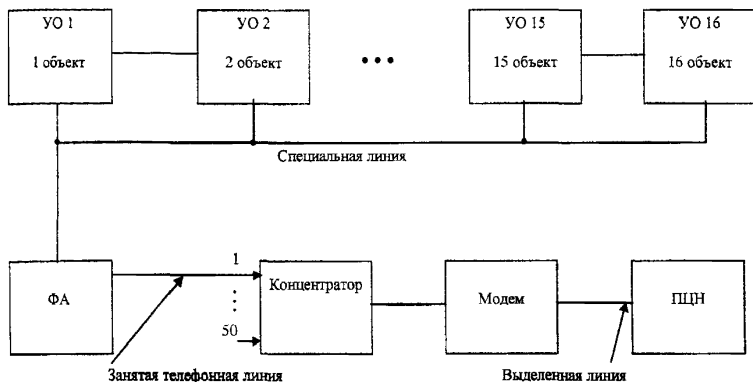 УО 1
УО 2
УО 15
УО 16
1 объект
2 объект
• • •
15 объект
16 объект
Специальная линия
ФА
1
50
Концентратор
Модем
ПЦН
Занятая телефонная линия
Выделенная линия